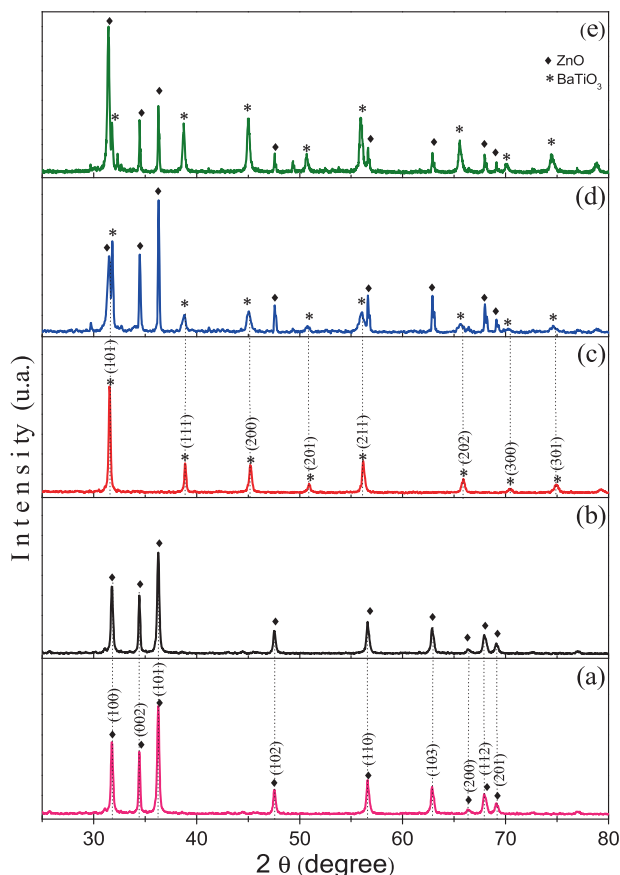 (e)
♦ ZnO
* BaTiO3
(d)
(c)
(101)
(111)
(200)
(201)
(211)
(202)
(300)
(301)
(b)
(a)
(100)
(002)
(101)
(102)
(110)
(103)
(200)
(112)
(201)
Intensity (u.a.)
30 40 50 60 70 80
2 θ (degree)